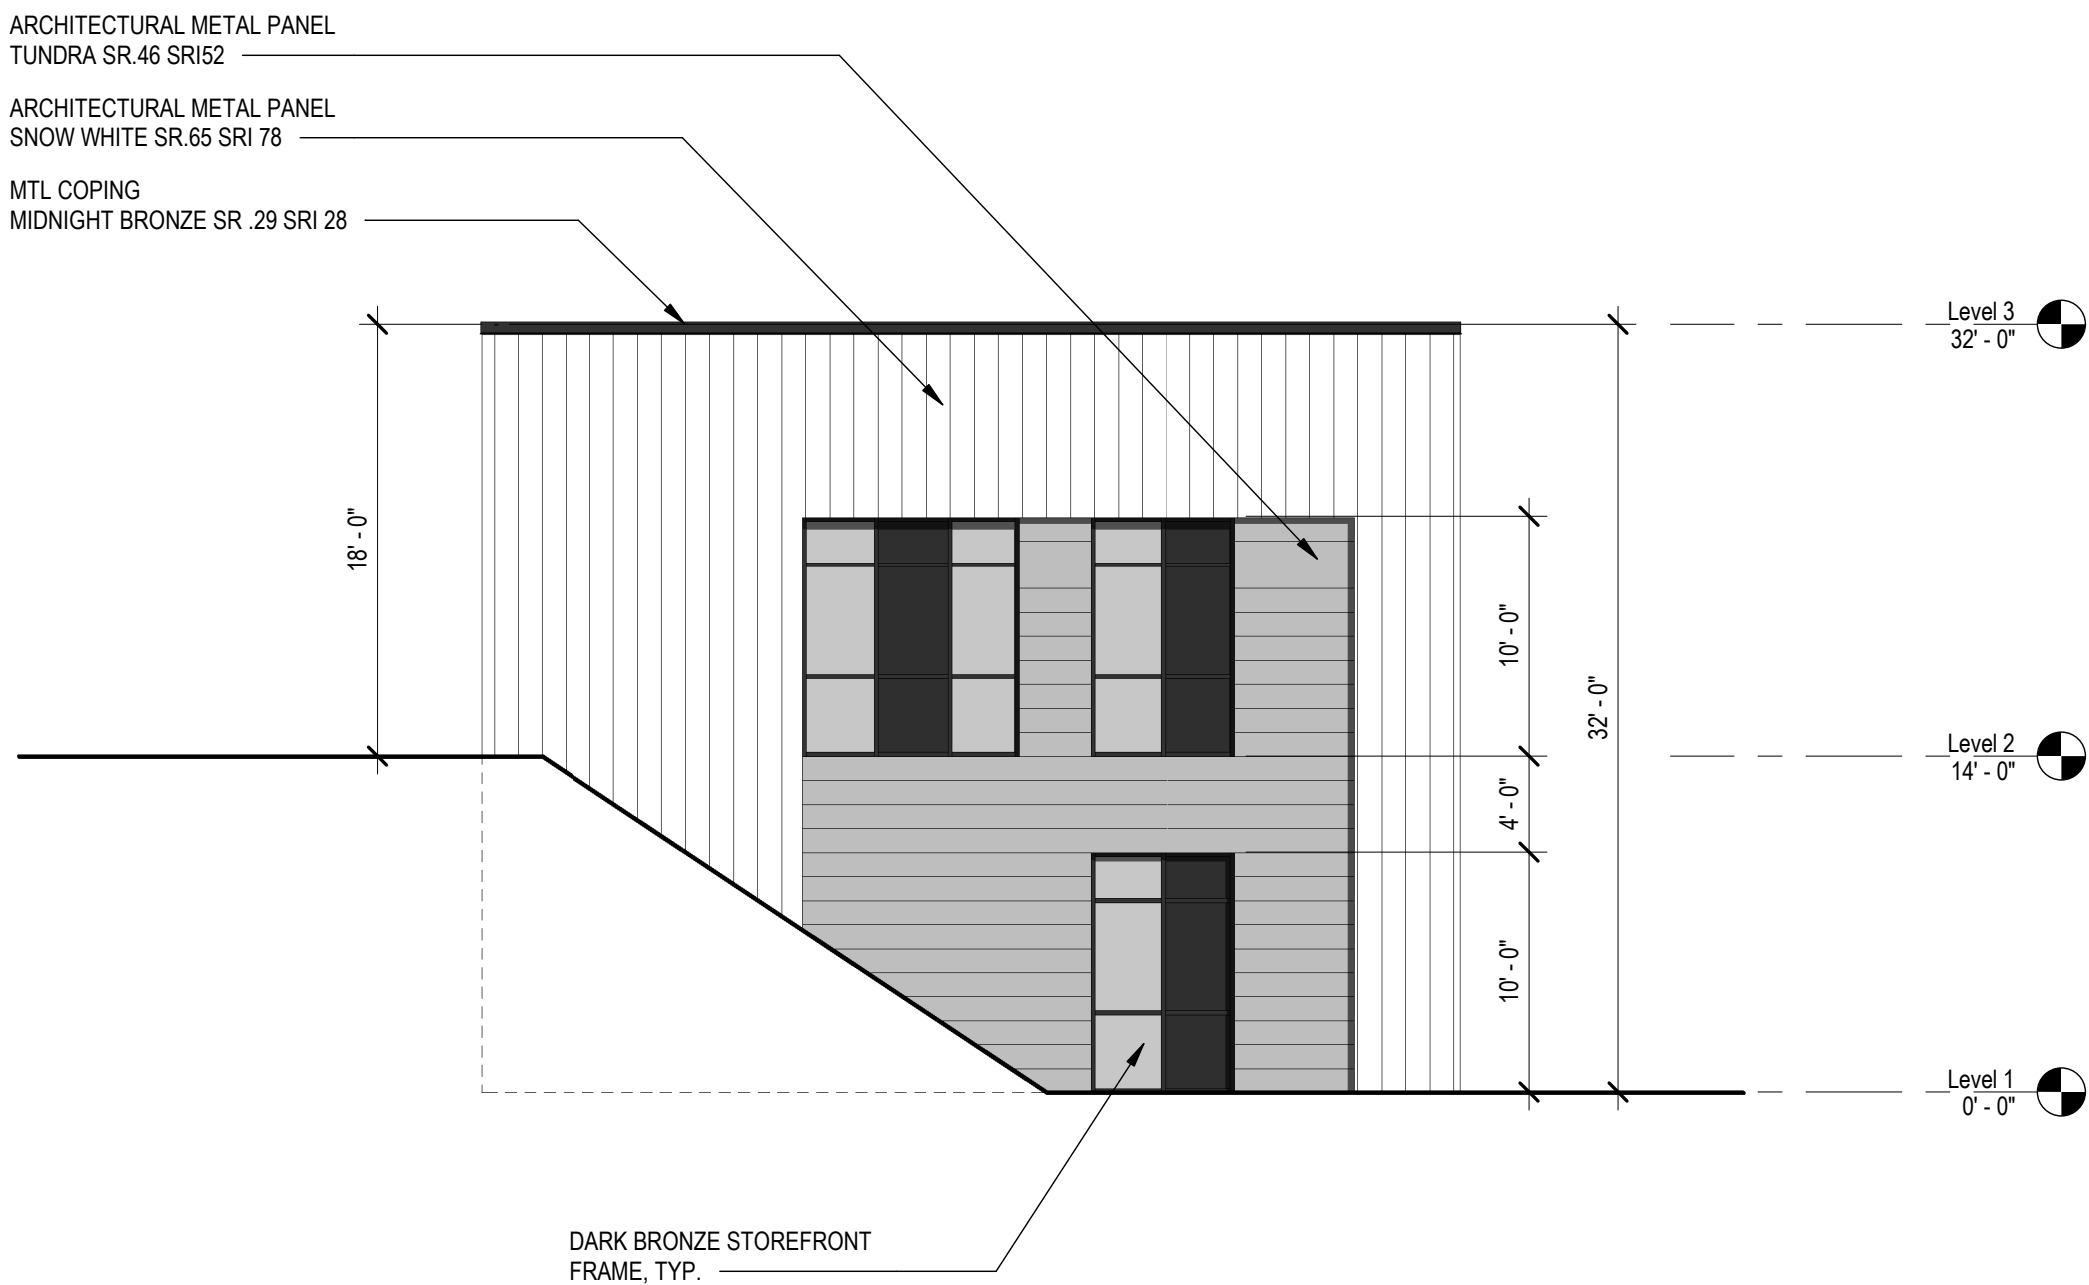 ARCHITECTURAL METAL PANEL
TUNDRA SR.46 SRI52
ARCHITECTURAL METAL PANEL
SNOW WHITE SR.65 SRI 78
MTL COPING
MIDNIGHT BRONZE SR .29 SRI 28
Level 3
32' - 0"
18' - 0"
10' - 0"
32' - 0"
Level 2
14' - 0"
4' - 0"
10' - 0"
Level 1
0' - 0"
DARK BRONZE STOREFRONT
FRAME, TYP.